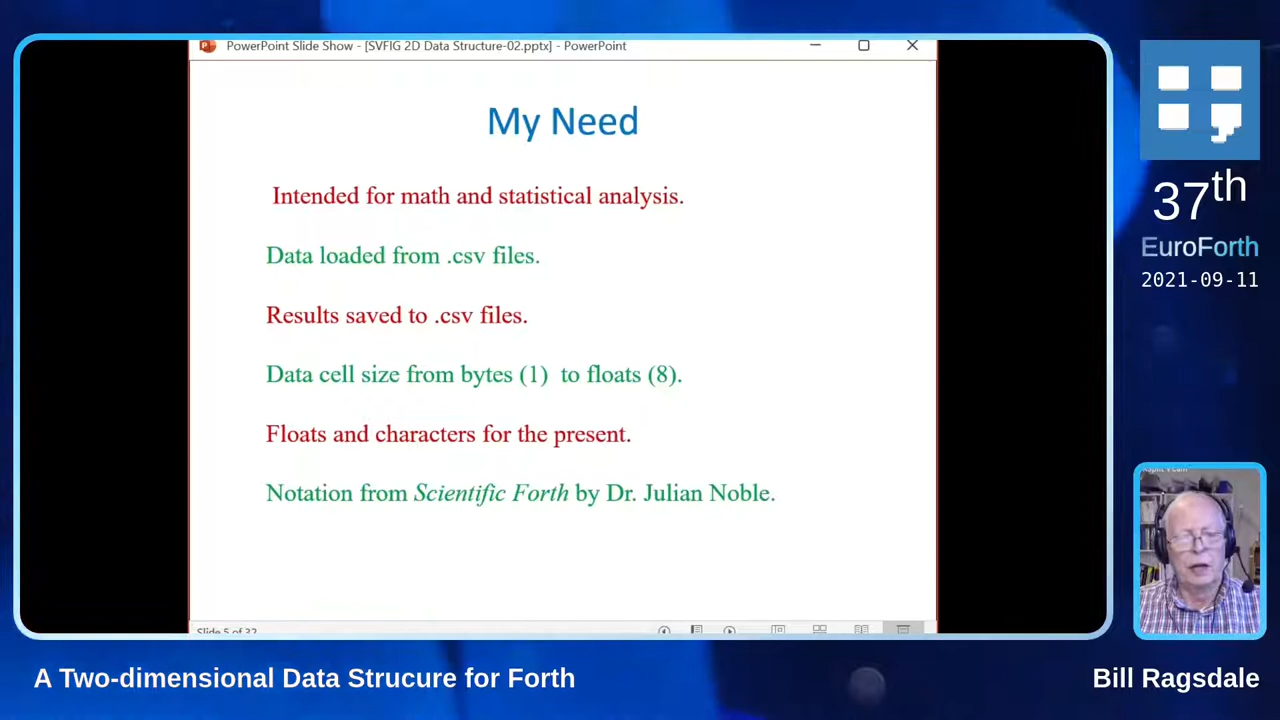 PowerPoint Slide Show - [SVFIG 2D Data Structure-02.pptx] - PowerPoint
My Need
Intended for math and statistical analysis.
Data loaded from .csv files.
Results saved to .csv files.
Data cell size from bytes (1) to floats (8).
Floats and characters for the present.
Notation from Scientific Forth by Dr. Julian Noble.
Slide 5 of 32
37th
EuroForth
2021-09-11
A Two-dimensional Data Strucure for Forth
Bill Ragsdale